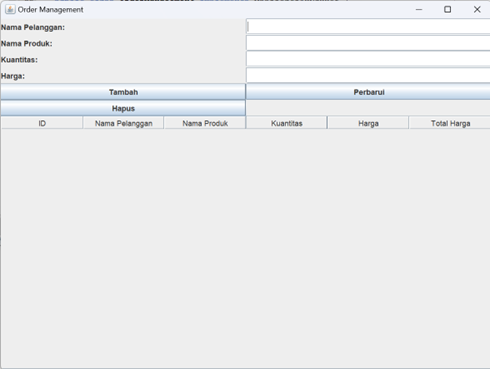 Order Management
Nama Pelanggan:
Nama Produk:
Kuantitas:
Harga:
Tambah Perbarui
Hapus
ID Nama Pelanggan Nama Produk Kuantitas Harga Total Harga